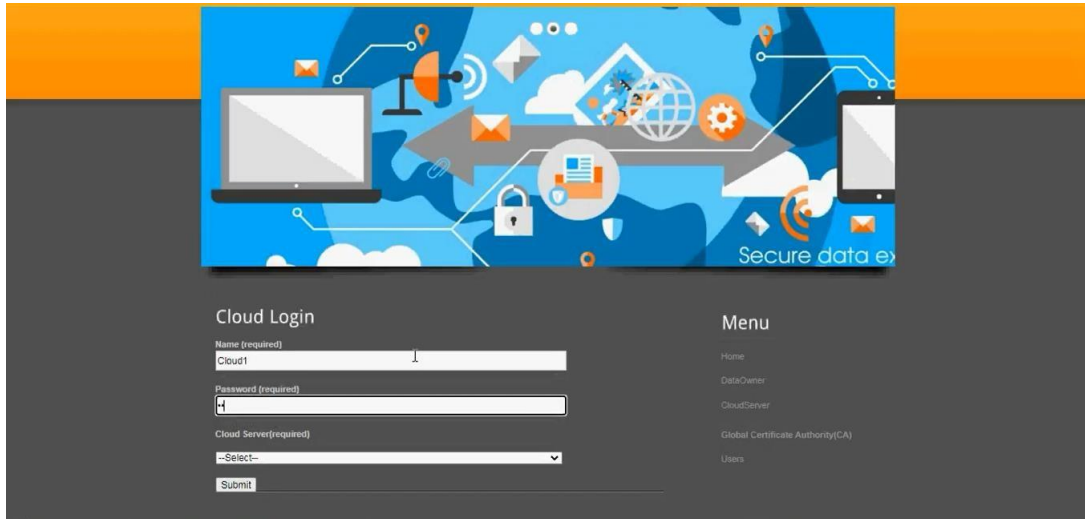 Secure data ex
Cloud Login
Name (required)
Cloud1
Password (required)
Cloud Server(required)
--Select--
Submit
Menu
Home
DataOwner
CloudServer
Global Certificate Authority(CA)
Users